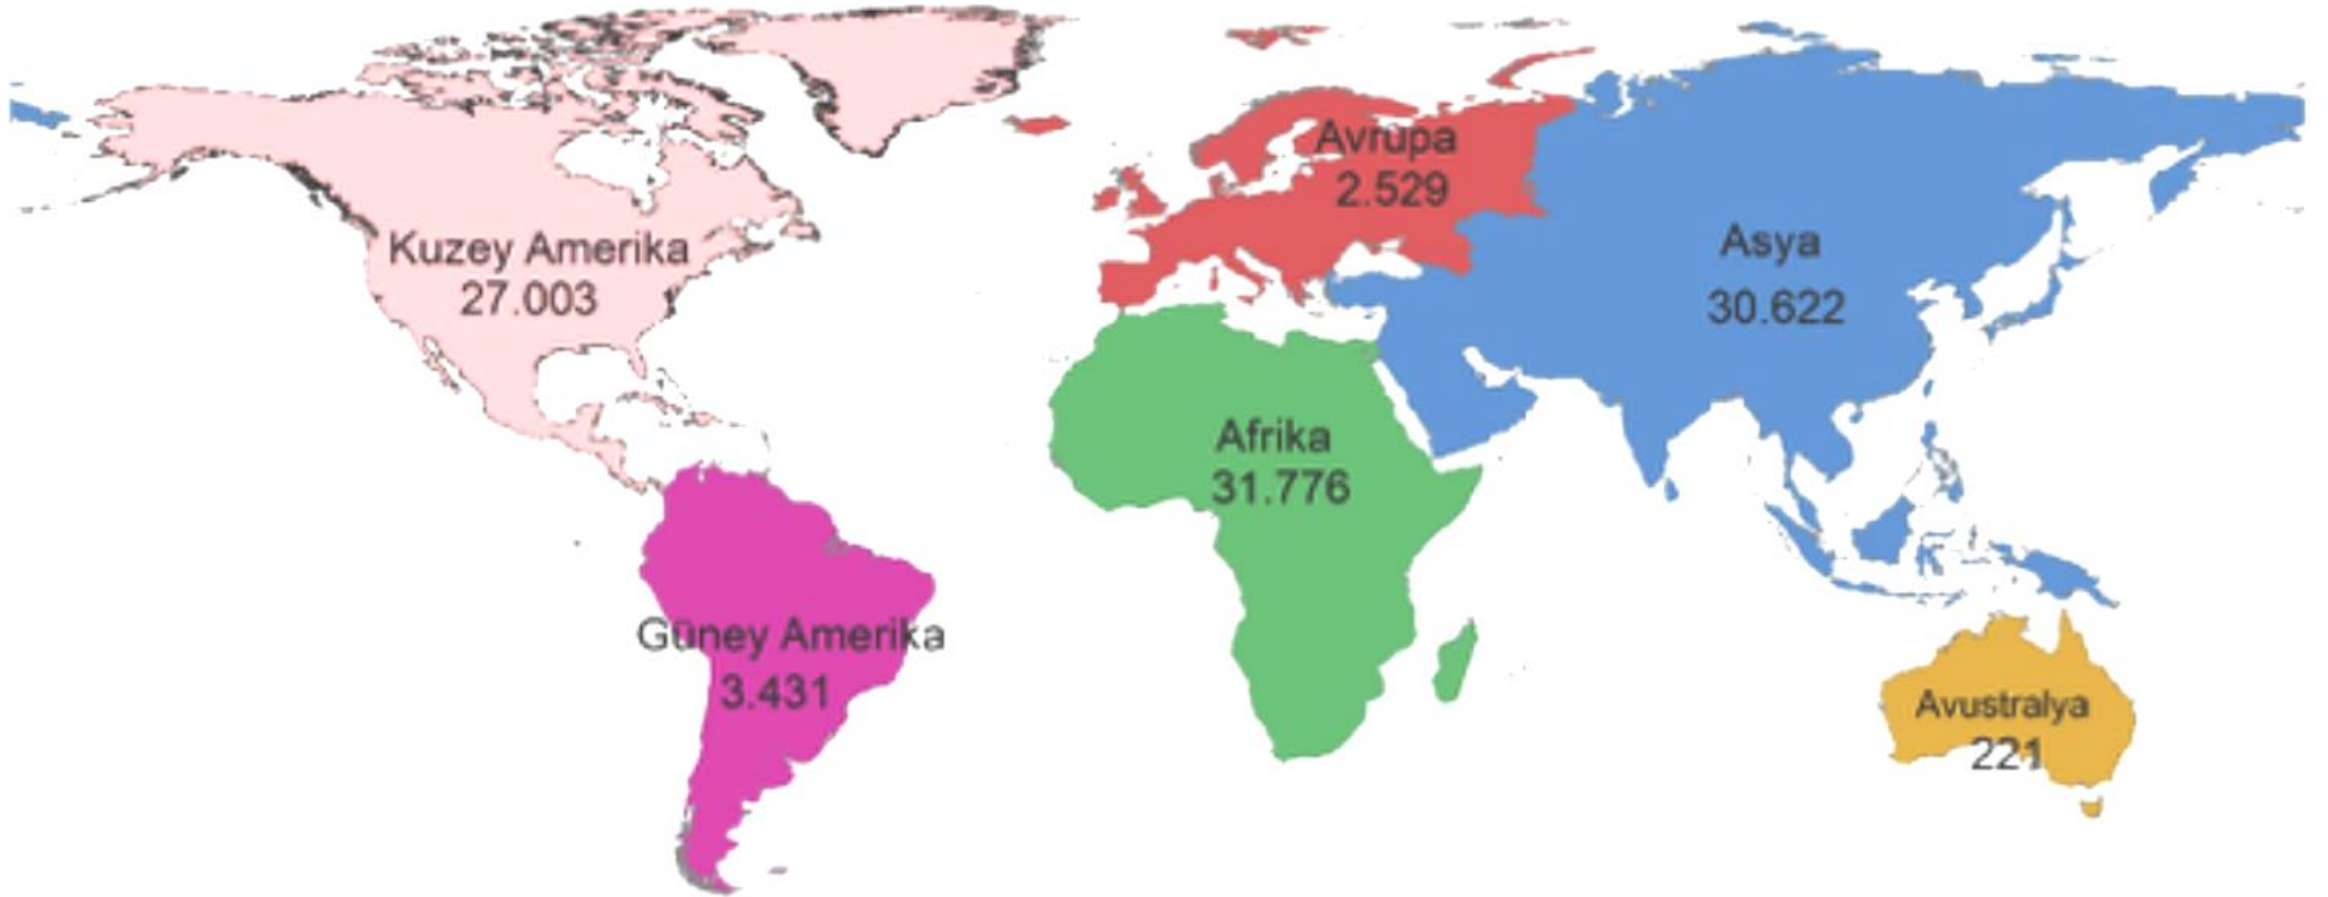 Avrupa
2.529
Kuzey Amerika
27.003
Asya
30.622
Afrika
31.776
Güney Amerika
3.431
Avustralya
221